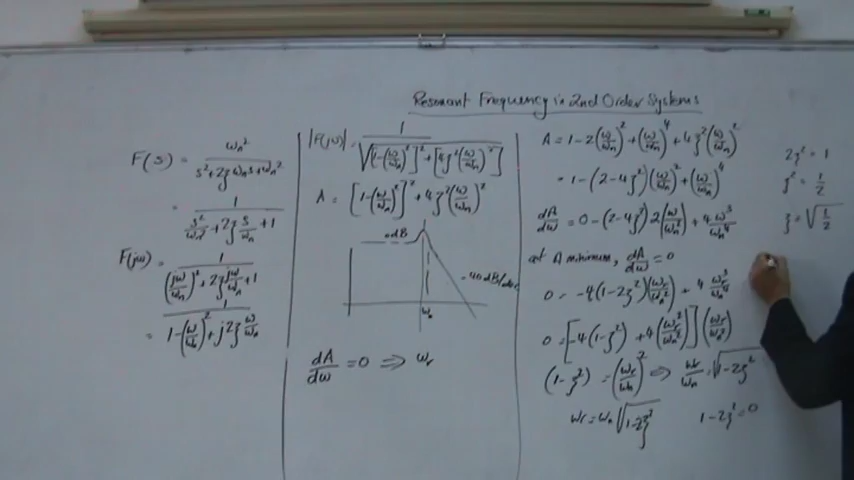 Resonant Frequency in 2nd Order Systems
F(s) = ωn² / (s² + 2ζωn s + ωn²)
= 1 / (s²/ωn² + 2ζ s/ωn + 1)
F(jω) = 1 / ((jω/ωn)² + 2ζ jω/ωn + 1)
= 1 / (1 - (ω/ωn)² + j2ζ ω/ωn)
|F(jω)| = 1 / √([1-(ω/ωn)²]² + [4ζ²(ω/ωn)²])
A = [1-(ω/ωn)²]² + 4ζ²(ω/ωn)²
0dB
-40dB/dec
ωn
dA/dω = 0 ⟹ ωr
A = 1 - 2(ω/ωn)² + (ω/ωn)⁴ + 4ζ²(ω/ωn)²
= 1 - (2-4ζ²)(ω/ωn)² + (ω/ωn)⁴
dA/dω = 0 - (2-4ζ²) 2(ω/ωn²) + 4 ω³/ωn⁴
at A minimum, dA/dω = 0
0 = -4(1-2ζ²)(ωr/ωn²) + 4 ωr³/ωn⁴
0 = [-4(1-ζ²) + 4(ωr²/ωn²)](ωr/ωn²)
(1-ζ²) = (ωr/ωn)² ⟹ ωr/ωn = √(1-2ζ²)
ωr = ωn √(1-2ζ²)
1-2ζ² = 0
2ζ² = 1
ζ² = 1/2
ζ = √(1/2)